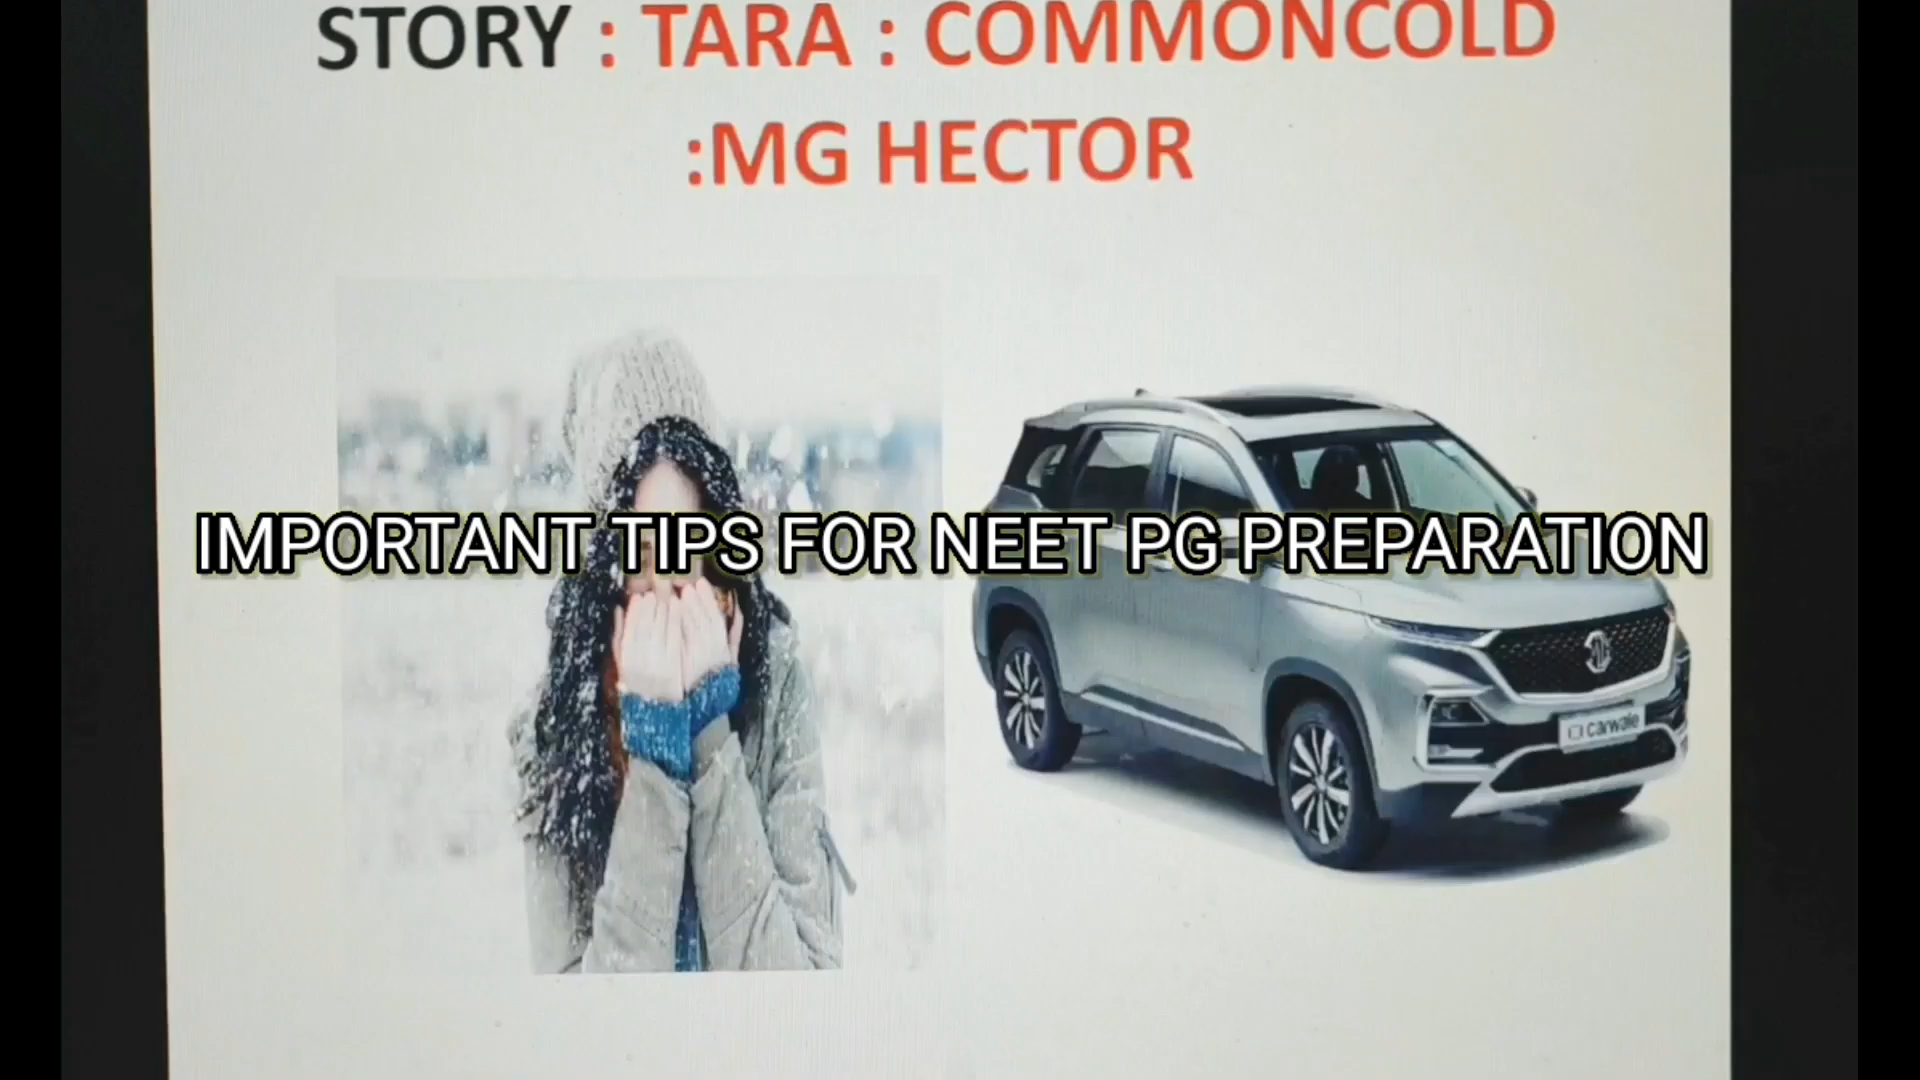 STORY : TARA : COMMONCOLD
:MG HECTOR
IMPORTANT TIPS FOR NEET PG PREPARATION
carwale